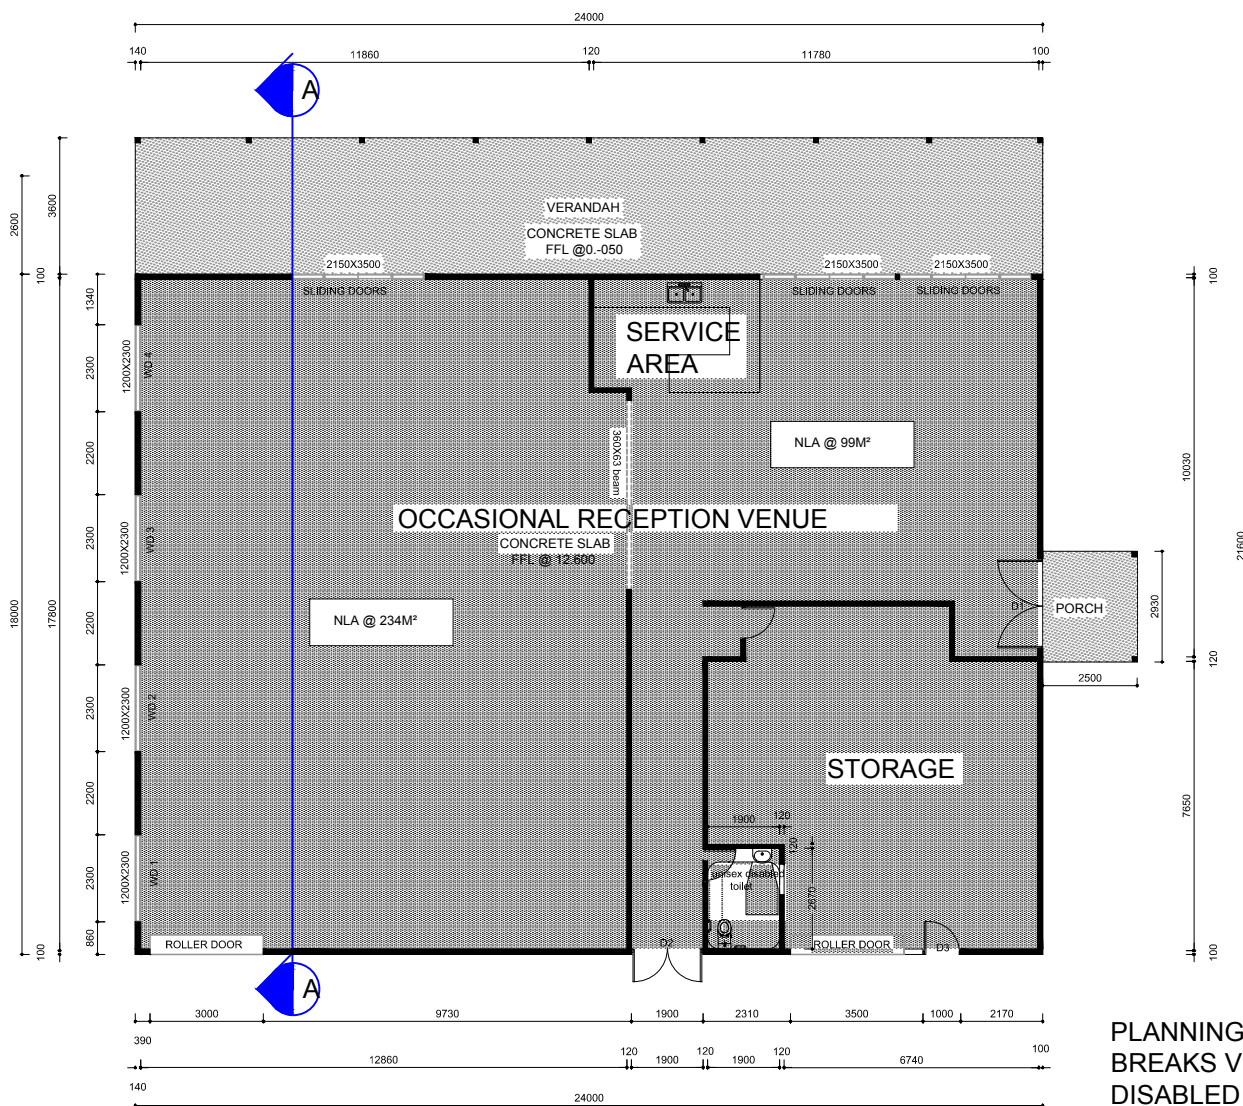 24000
140
11860
120
11780
100
A
VERANDAH
CONCRETE SLAB
FFL @0.-050
2150X3500
2150X3500
2150X3500
SLIDING DOORS
SLIDING DOORS
SLIDING DOORS
2600
3600
100
1340
2300
2200
2300
2200
2300
2200
2300
860
100
18000
17800
1200X2300
WD 4
1200X2300
WD 3
1200X2300
WD 2
1200X2300
WD 1
SERVICE
AREA
NLA @ 99M²
360X63 beam
OCCASIONAL RECEPTION VENUE
CONCRETE SLAB
FFL @ 12.600
NLA @ 234M²
D1
PORCH
2930
2500
100
10030
120
7650
100
21600
STORAGE
1900
120
120
2670
unisex disabled
toilet
ROLLER DOOR
D2
ROLLER DOOR
D3
A
3000
9730
1900
2310
3500
1000
2170
390
12860
120
1900
120
1900
120
6740
100
140
24000
PLANNING
BREAKS V
DISABLED